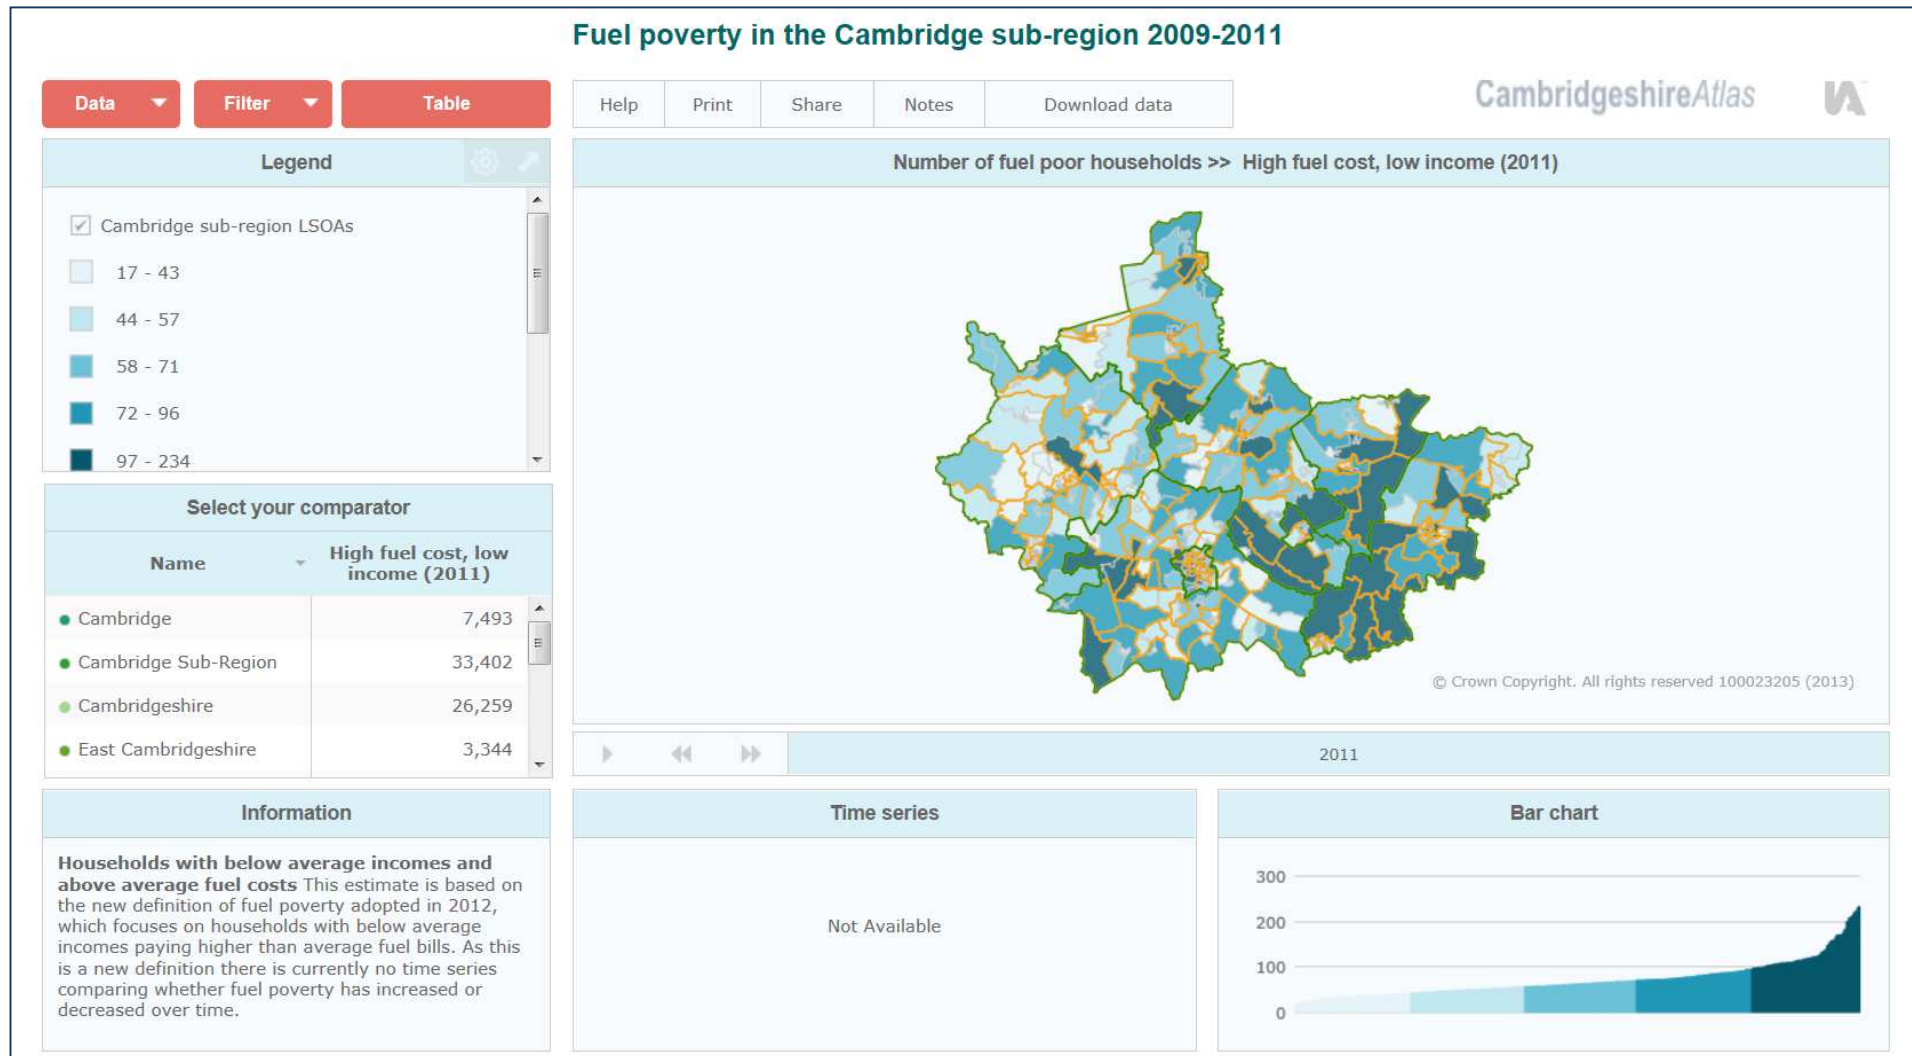 Fuel poverty in the Cambridge sub-region 2009-2011
Data
Filter
Table
Help
Print
Share
Notes
Download data
CambridgeshireAtlas
Legend
Cambridge sub-region LSOAs
17 - 43
44 - 57
58 - 71
72 - 96
97 - 234
Number of fuel poor households >> High fuel cost, low income (2011)
© Crown Copyright. All rights reserved 100023205 (2013)
Select your comparator
Name
High fuel cost, low
income (2011)
Cambridge 7,493
Cambridge Sub-Region 33,402
Cambridgeshire 26,259
East Cambridgeshire 3,344
2011
Information
Households with below average incomes and
above average fuel costs This estimate is based on
the new definition of fuel poverty adopted in 2012,
which focuses on households with below average
incomes paying higher than average fuel bills. As this
is a new definition there is currently no time series
comparing whether fuel poverty has increased or
decreased over time.
Time series
Not Available
Bar chart
300
200
100
0